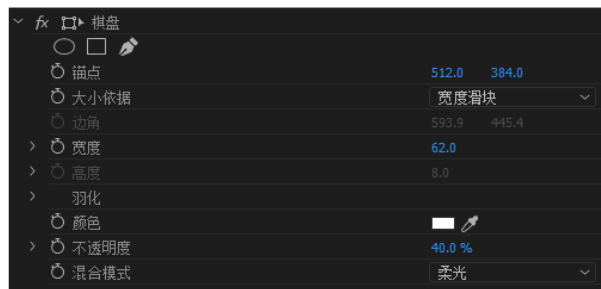 fx 棋盘
锚点 512.0 384.0
大小依据 宽度滑块
边角 593.9 445.4
宽度 62.0
高度 8.0
羽化
颜色
不透明度 40.0 %
混合模式 柔光